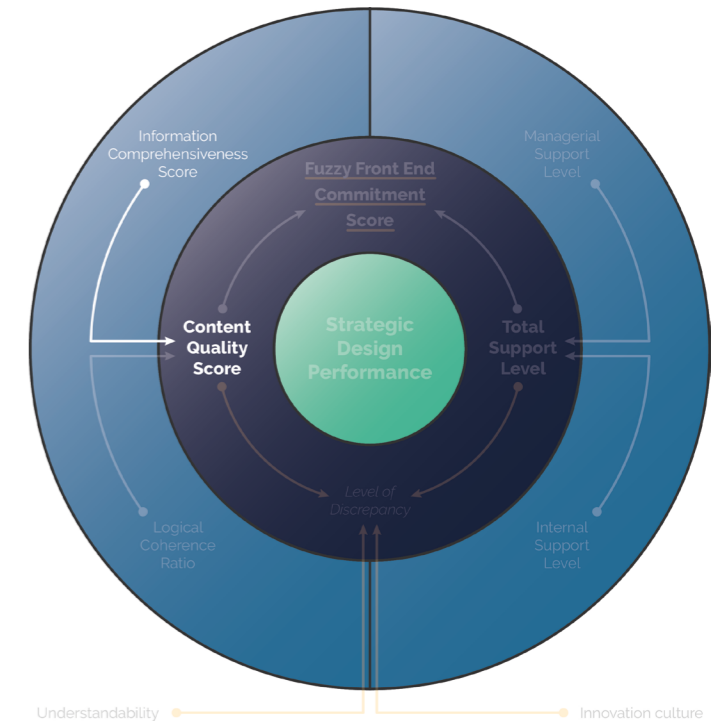 Information
Comprehensiveness
Score
Managerial
Support
Level
Fuzzy Front End
Commitment
Score
Content
Quality
Score
Strategic
Design
Performance
Total
Support
Level
Level of
Discrepancy
Logical
Coherence
Ratio
Internal
Support
Level
Understandability
Innovation culture